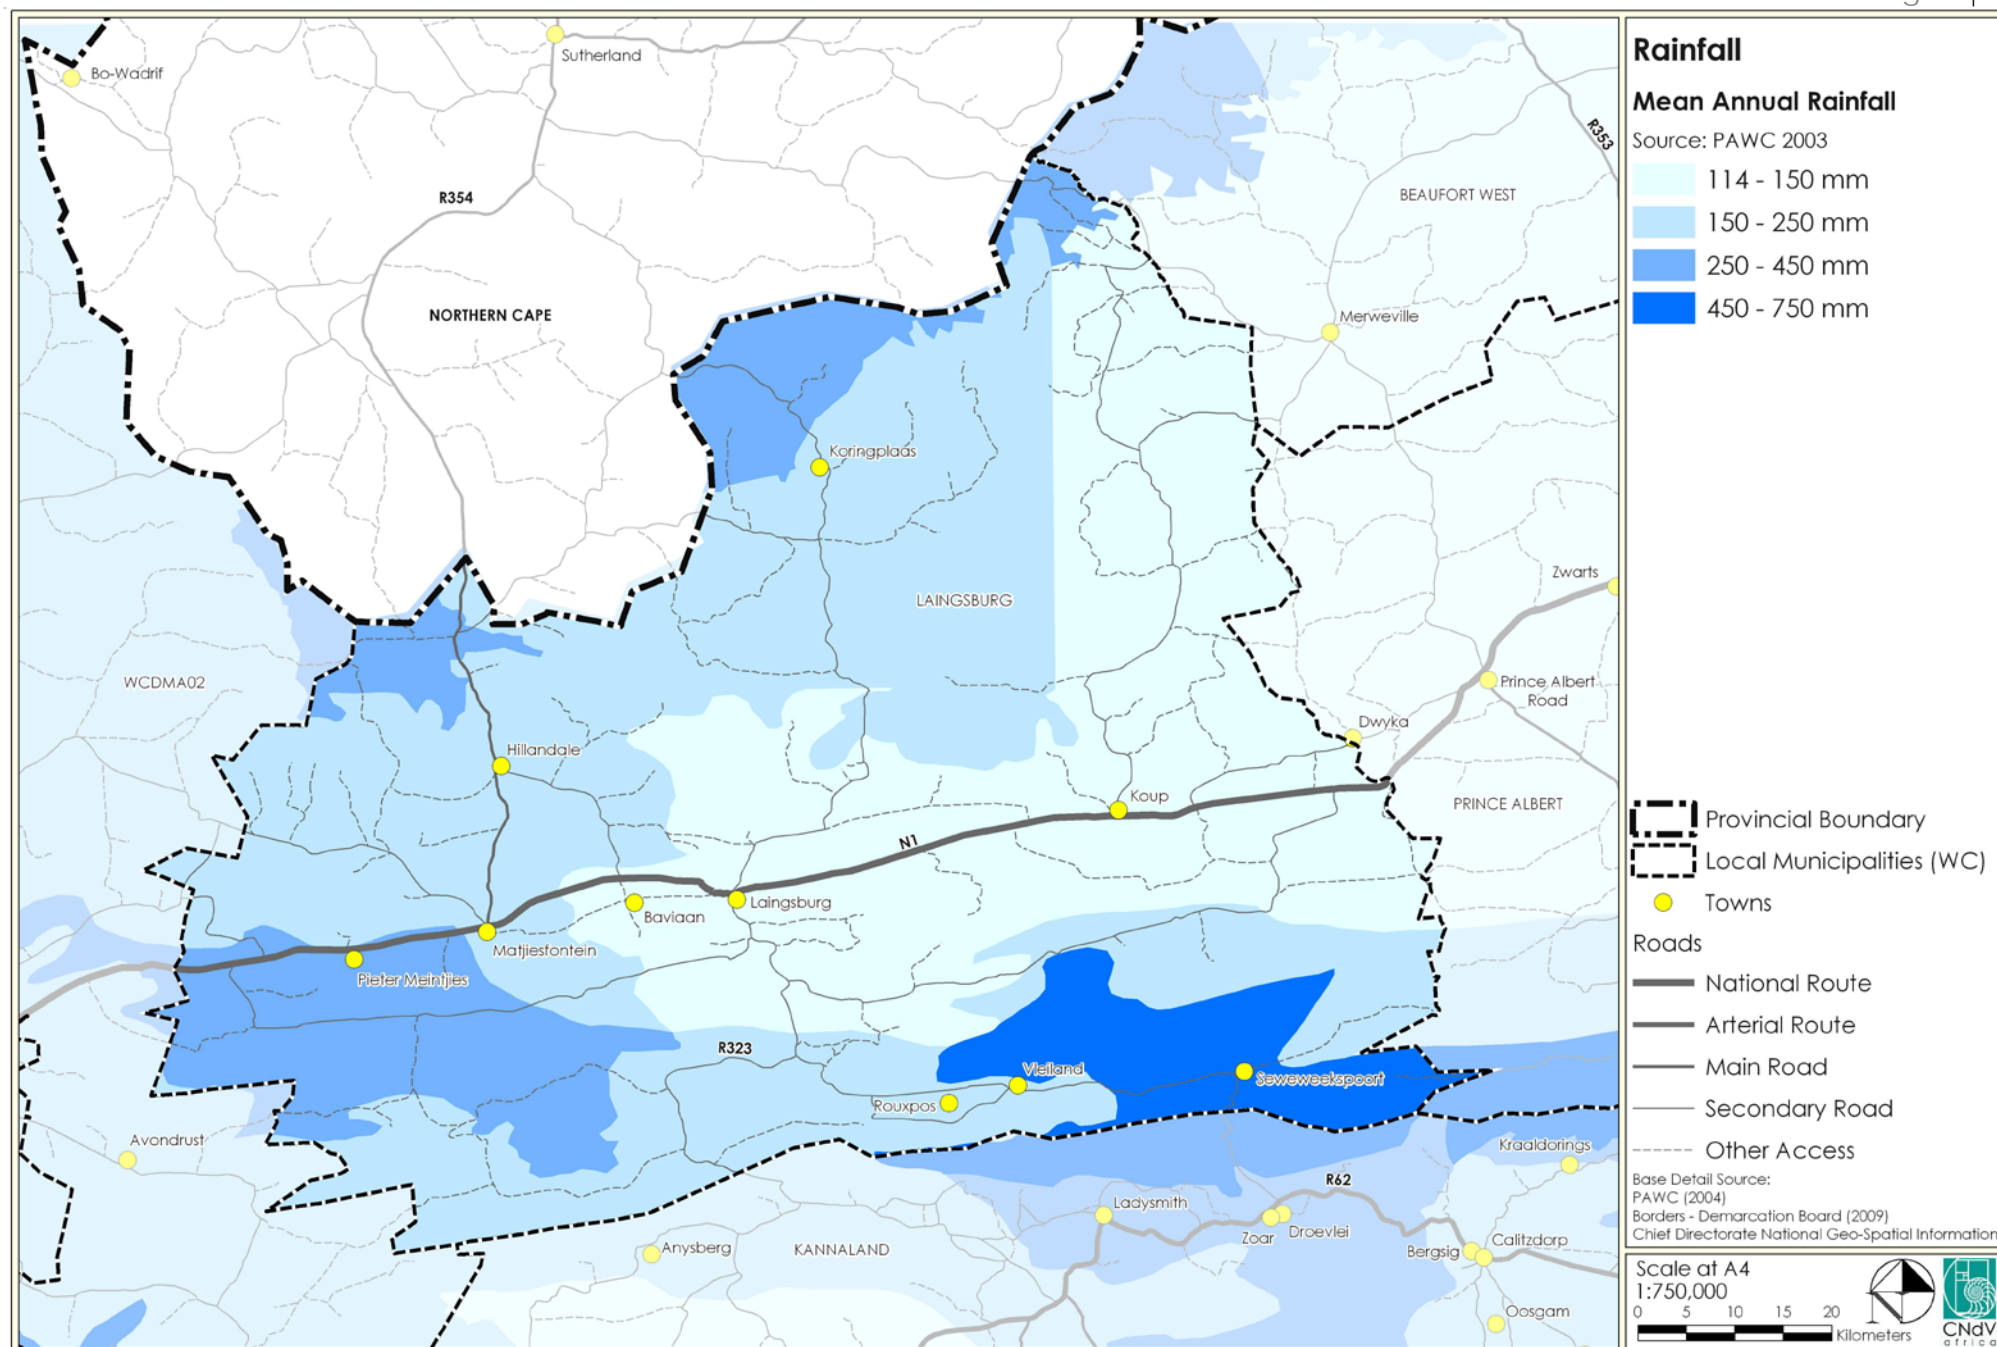 Bo-Wadrif
Sutherland
R353
R354
BEAUFORT WEST
NORTHERN CAPE
Merweville
Koringplaas
Zwarts
LAINGSBURG
WCDMA02
Prince Albert
Road
Dwyka
Hillandale
Koup
PRINCE ALBERT
N1
Laingsburg
Baviaan
Matjiesfontein
Pieter Meintjies
R323
Vleiland
Seweweekspoort
Rouxpos
Avondrust
Kraaldorings
R62
Ladysmith
Zoar
Droevlei
Anysberg
KANNALAND
Bergsig
Calitzdorp
Oosgam
Rainfall
Mean Annual Rainfall
Source: PAWC 2003
114 - 150 mm
150 - 250 mm
250 - 450 mm
450 - 750 mm
Provincial Boundary
Local Municipalities (WC)
Towns
Roads
National Route
Arterial Route
Main Road
Secondary Road
Other Access
Base Detail Source:
PAWC (2004)
Borders - Demarcation Board (2009)
Chief Directorate National Geo-Spatial Information
Scale at A4
1:750,000
0 5 10 15 20
Kilometers
CNdV
africa